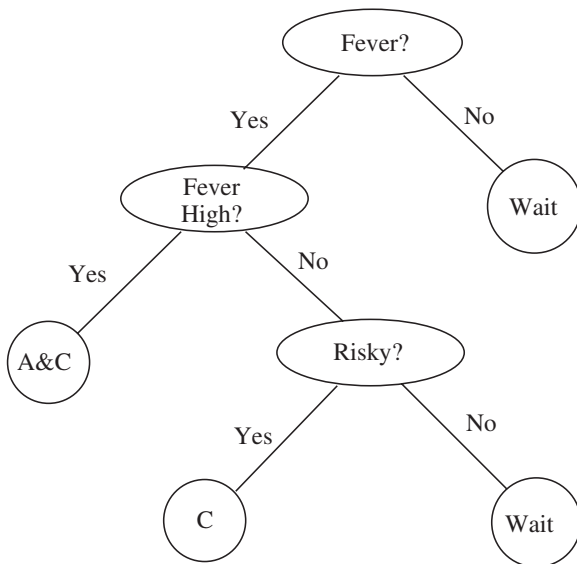 Fever?
Yes
No
Fever
High?
Wait
Yes
No
A&C
Risky?
Yes
No
C
Wait